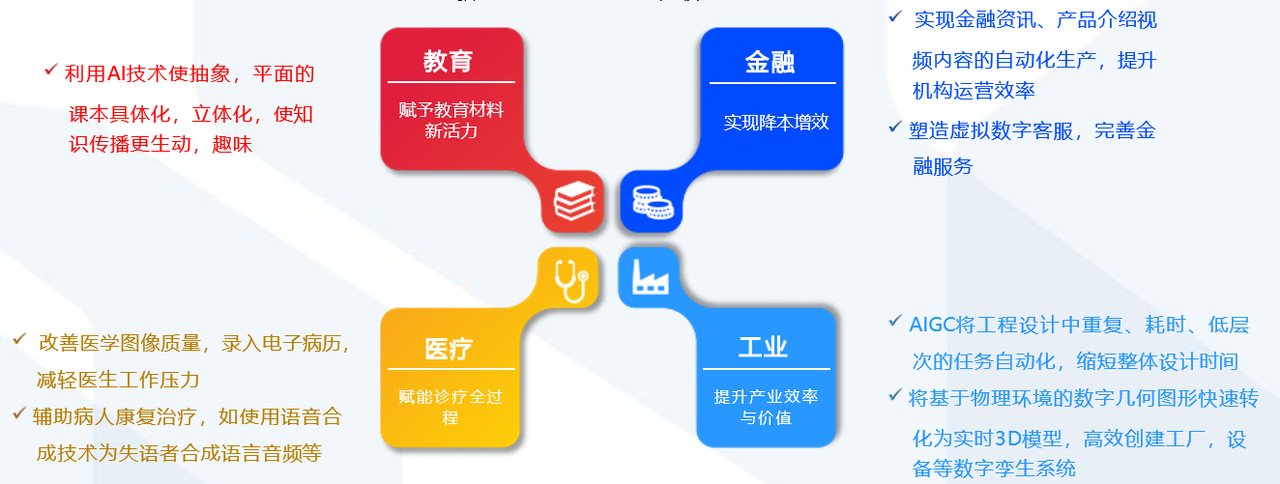 利用AI技术使抽象，平面的
课本具体化，立体化，使知
识传播更生动，趣味
教育
赋予教育材料
新活力
金融
实现降本增效
实现金融资讯、产品介绍视
频内容的自动化生产，提升
机构运营效率
塑造虚拟数字客服，完善金
融服务
改善医学图像质量，录入电子病历，
减轻医生工作压力
辅助病人康复治疗，如使用语音合
成技术为失语者合成语言音频等
医疗
赋能诊疗全过
程
工业
提升产业效率
与价值
AIGC将工程设计中重复、耗时、低层
次的任务自动化，缩短整体设计时间
将基于物理环境的数字几何图形快速转
化为实时3D模型，高效创建工厂，设
备等数字孪生系统